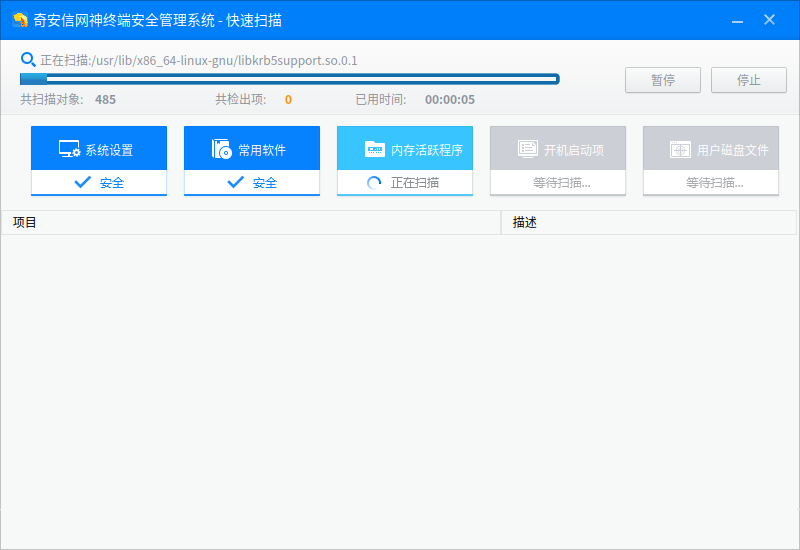 奇安信网神终端安全管理系统 - 快速扫描
正在扫描:/usr/lib/x86_64-linux-gnu/libkrb5support.so.0.1
共扫描对象: 485 共检出项: 0 已用时间: 00:00:05
暂停 停止
系统设置 常用软件 内存活跃程序 开机启动项 用户磁盘文件
安全 安全 正在扫描 等待扫描... 等待扫描...
项目 描述